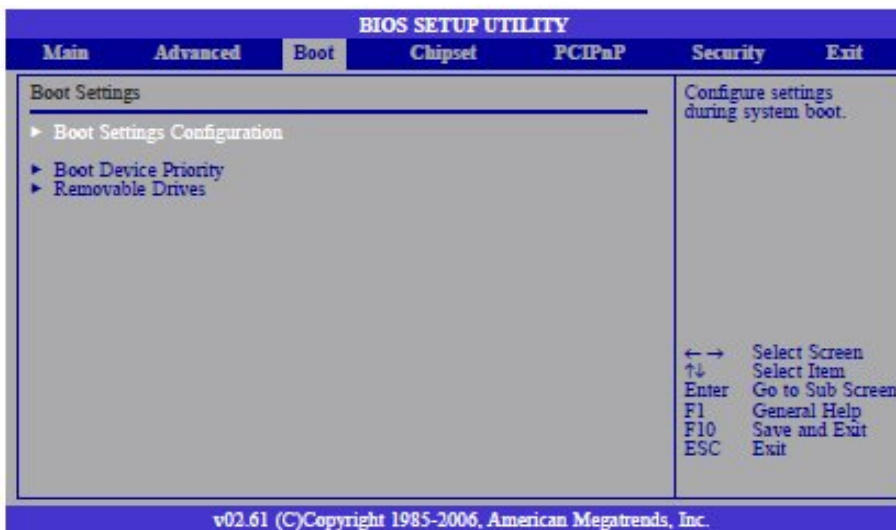 BIOS SETUP UTILITY
Main Advanced Boot Chipset PCIPnP Security Exit
Boot Settings
► Boot Settings Configuration
► Boot Device Priority
► Removable Drives
Configure settings
during system boot.
←→ Select Screen
↑↓ Select Item
Enter Go to Sub Screen
F1 General Help
F10 Save and Exit
ESC Exit
v02.61 (C)Copyright 1985-2006, American Megatrends, Inc.